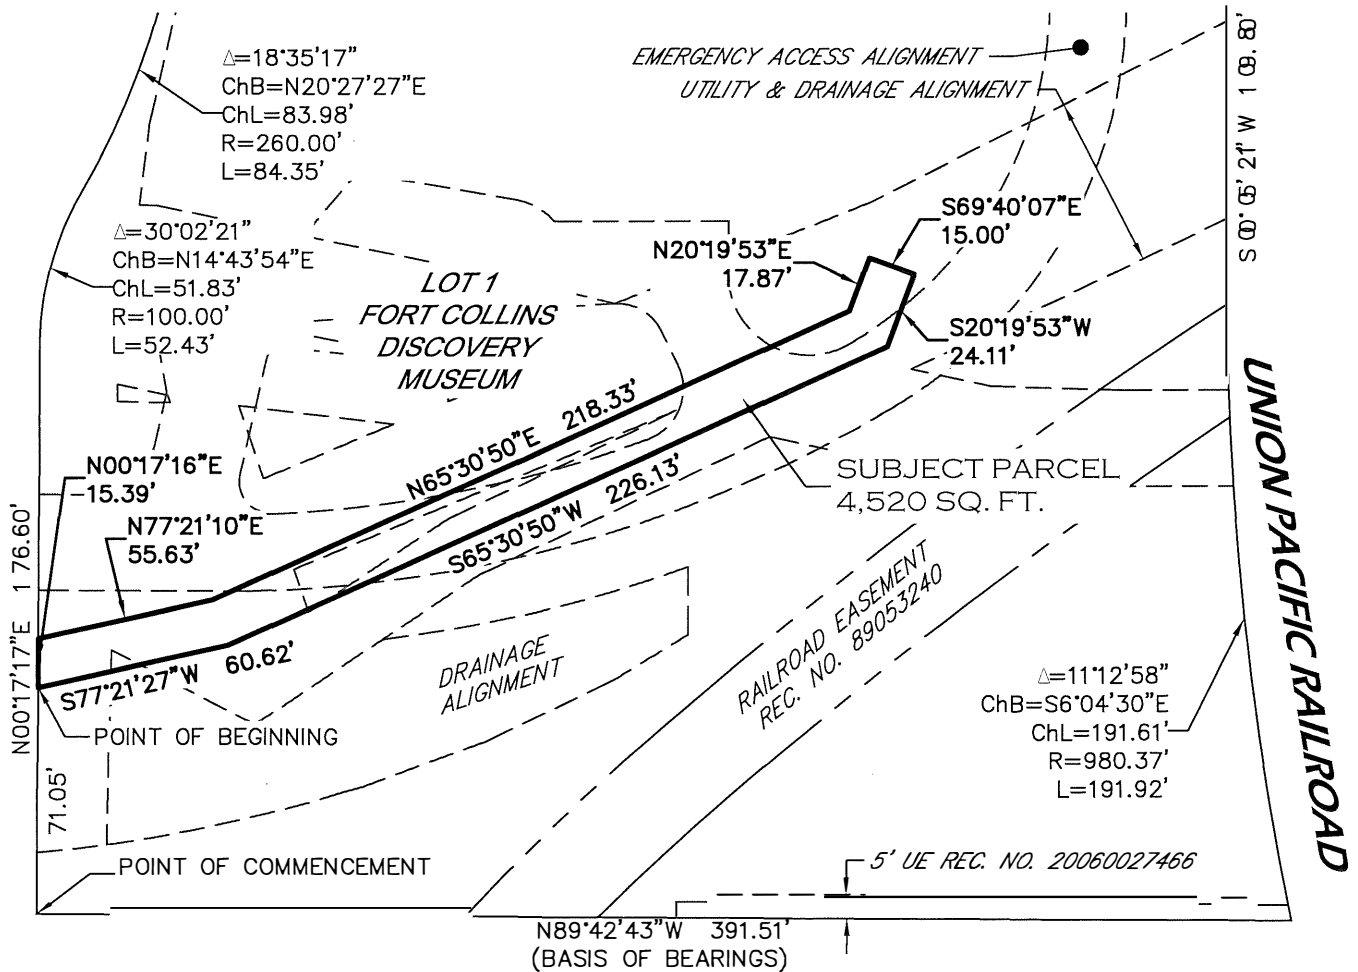 Δ=18°35'17"
ChB=N20°27'27"E
ChL=83.98'
R=260.00'
L=84.35'
EMERGENCY ACCESS ALIGNMENT
UTILITY & DRAINAGE ALIGNMENT
S 00°05'21" W 109.80'
Δ=30°02'21"
ChB=N14°43'54"E
ChL=51.83'
R=100.00'
L=52.43'
LOT 1
FORT COLLINS
DISCOVERY
MUSEUM
N20°19'53"E
17.87'
S69°40'07"E
15.00'
S20°19'53"W
24.11'
N65°30'50"E 218.33'
S65°30'50"W 226.13'
SUBJECT PARCEL
4,520 SQ. FT.
N00°17'16"E
15.39'
N77°21'10"E
55.63'
N00°17'17"E 176.60'
S77°21'27"W 60.62'
POINT OF BEGINNING
71.05'
DRAINAGE
ALIGNMENT
RAILROAD EASEMENT
REC. NO. 89053240
UNION PACIFIC RAILROAD
Δ=11°12'58"
ChB=S6°04'30"E
ChL=191.61'
R=980.37'
L=191.92'
POINT OF COMMENCEMENT
5' UE REC. NO. 20060027466
N89°42'43"W 391.51'
(BASIS OF BEARINGS)